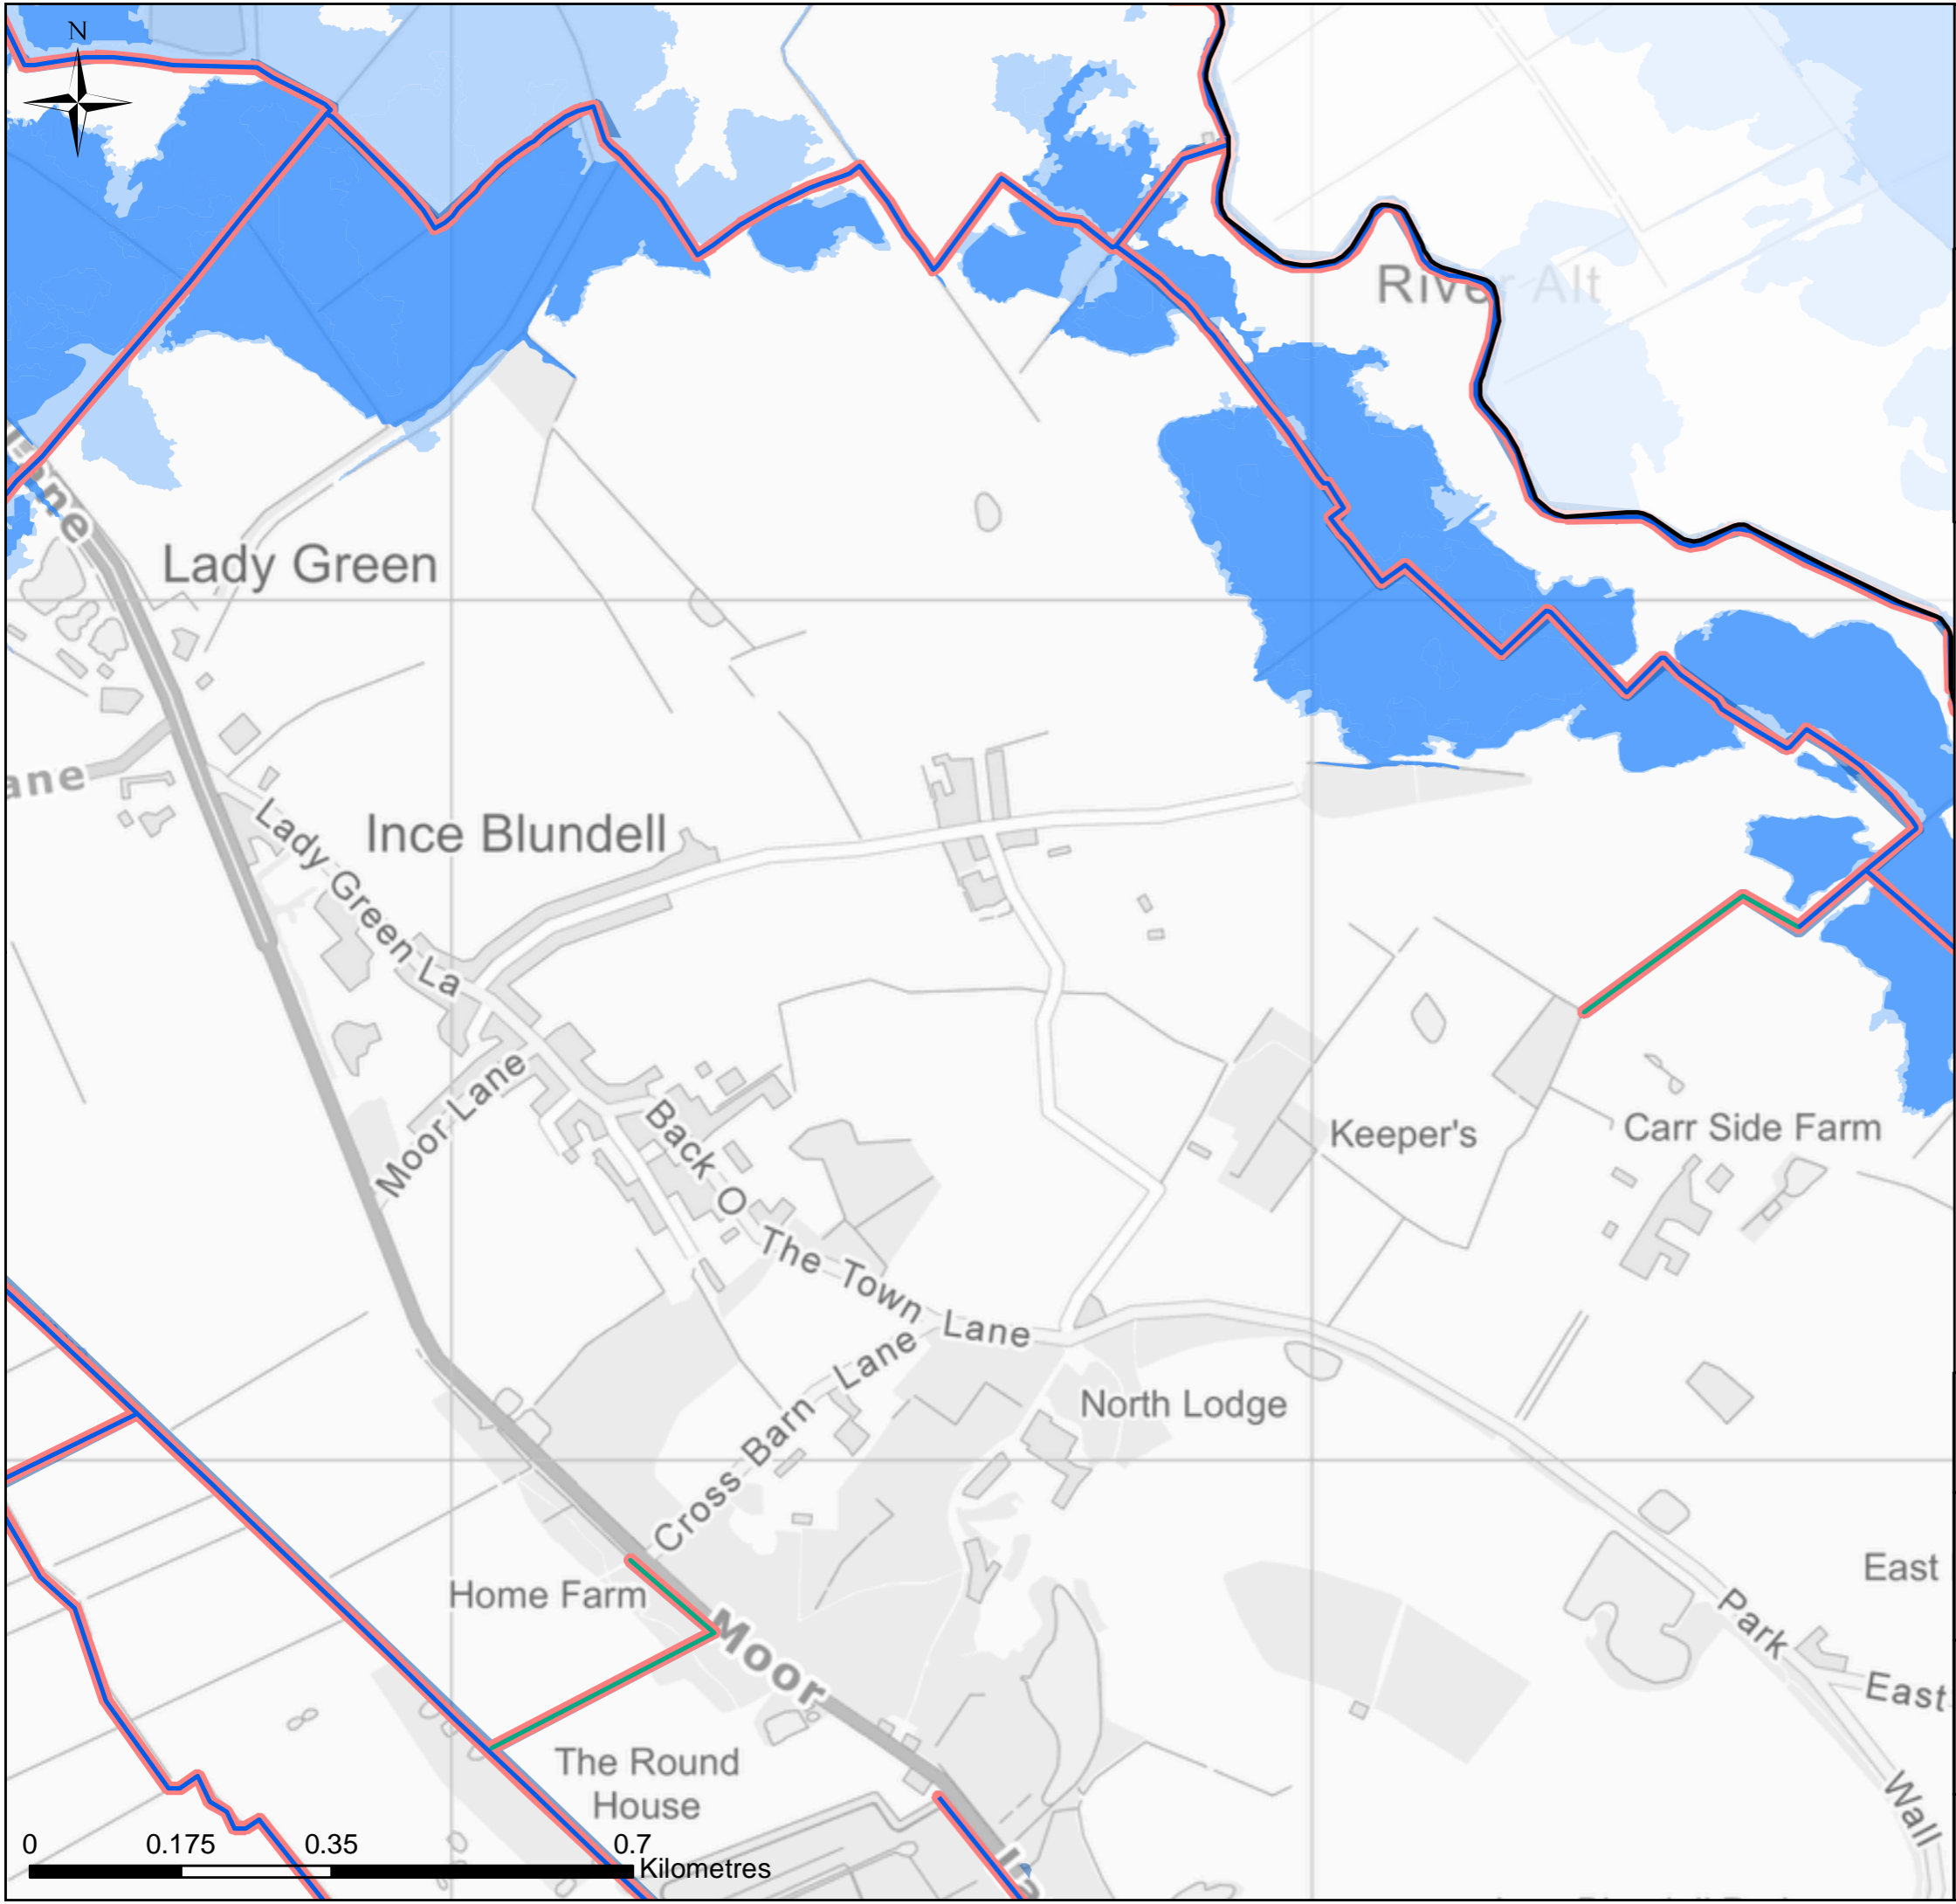 N
River Alt
Lane
Lady Green
ane
Lady Green La
Ince Blundell
Moor Lane
Back O The Town Lane
Keeper's
Carr Side Farm
Cross Barn Lane
North Lodge
Home Farm
Moor La
The Round
House
East
Park
East
Wall
0 0.175 0.35 0.7
Kilometres